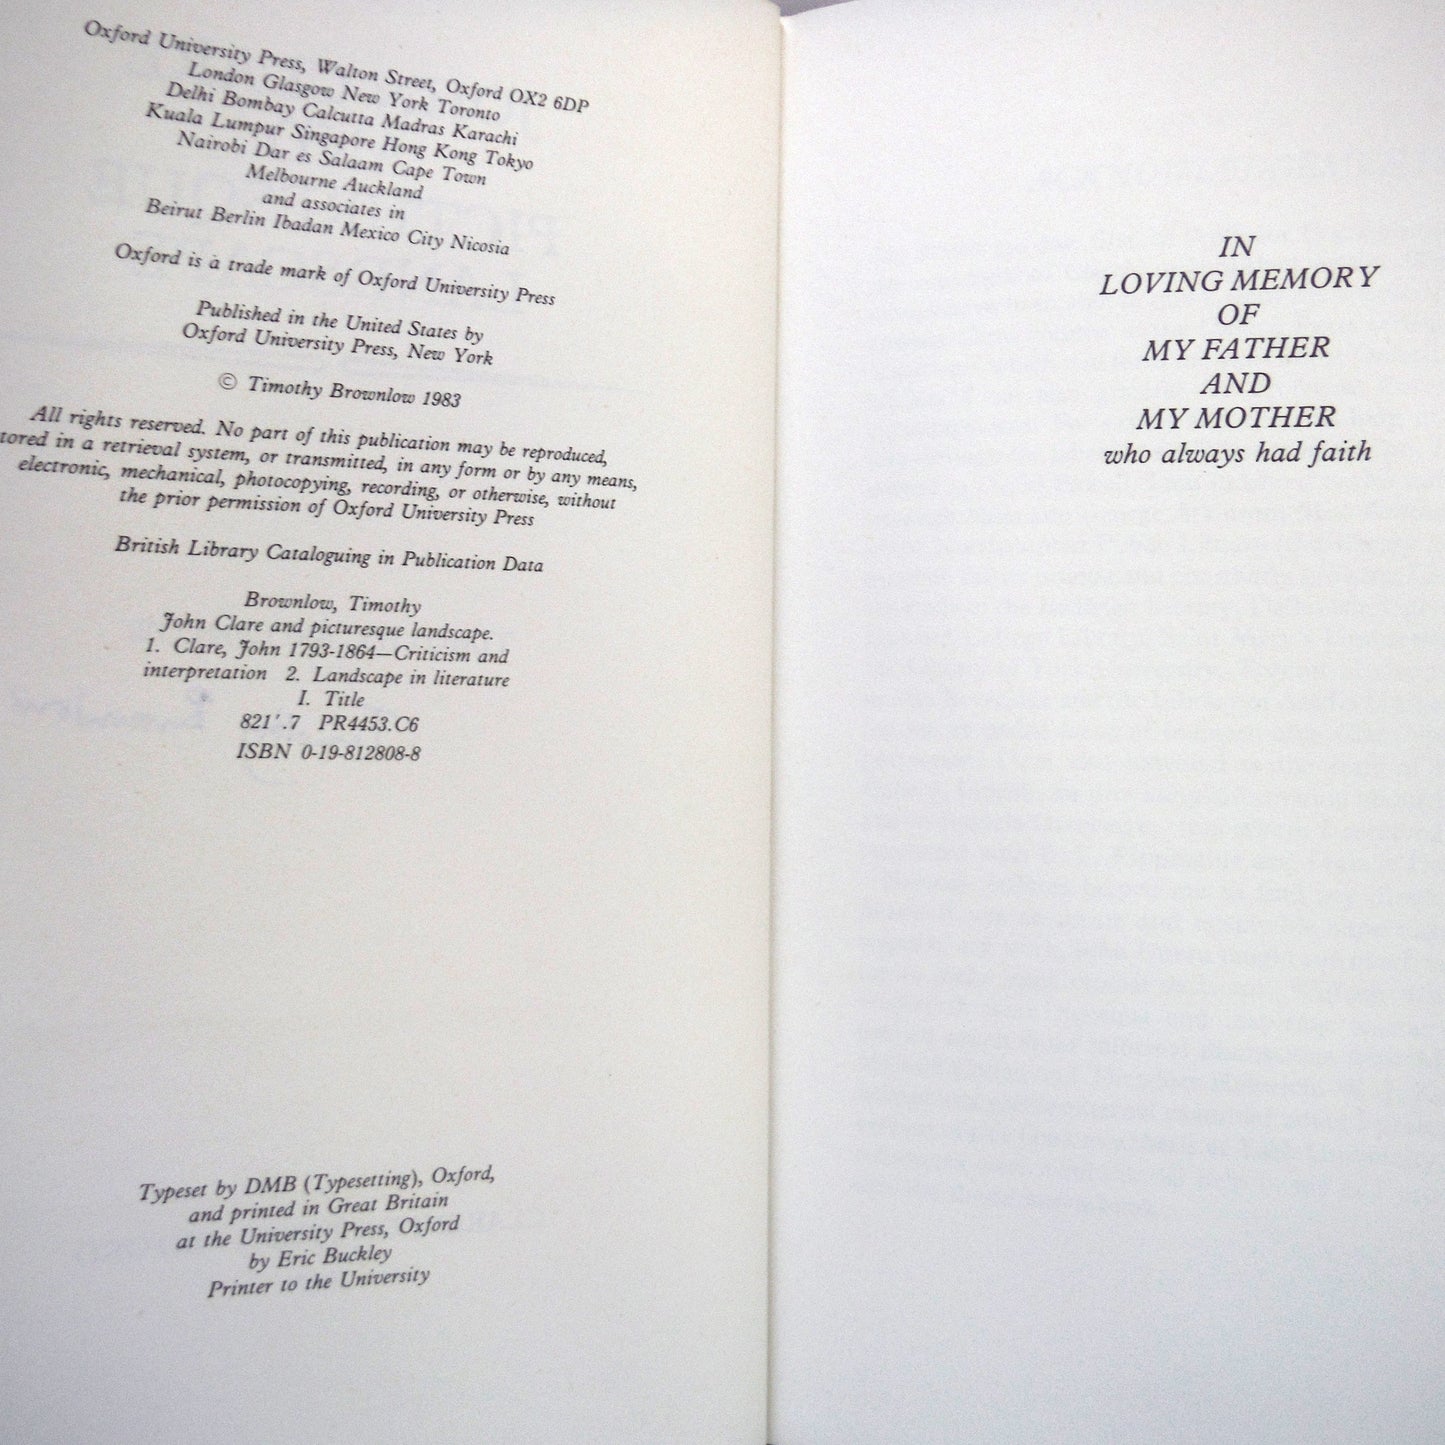 Oxford University Press, Walton Street, Oxford OX2 6DP
London Glasgow New York Toronto
Delhi Bombay Calcutta Madras Karachi
Kuala Lumpur Singapore Hong Kong Tokyo
Nairobi Dar es Salaam Cape Town
Melbourne Auckland
and associates in
Beirut Berlin Ibadan Mexico City Nicosia
Oxford is a trade mark of Oxford University Press
Published in the United States by
Oxford University Press, New York
© Timothy Brownlow 1983
All rights reserved. No part of this publication may be reproduced,
tored in a retrieval system, or transmitted, in any form or by any means,
electronic, mechanical, photocopying, recording, or otherwise, without
the prior permission of Oxford University Press
British Library Cataloguing in Publication Data
Brownlow, Timothy
John Clare and picturesque landscape.
1. Clare, John 1793-1864—Criticism and
interpretation 2. Landscape in literature
I. Title
821'.7 PR4453.C6
ISBN 0-19-812808-8
Typeset by DMB (Typesetting), Oxford,
and printed in Great Britain
at the University Press, Oxford
by Eric Buckley
Printer to the University
IN
LOVING MEMORY
OF
MY FATHER
AND
MY MOTHER
who always had faith